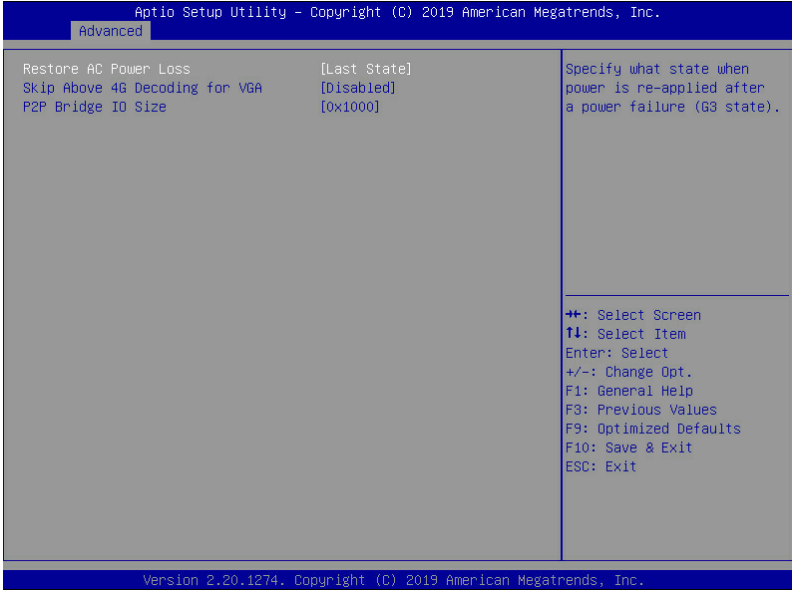 Aptio Setup Utility – Copyright (C) 2019 American Megatrends, Inc.
Advanced
Restore AC Power Loss [Last State]
Skip Above 4G Decoding for VGA [Disabled]
P2P Bridge IO Size [0x1000]
Specify what state when
power is re-applied after
a power failure (G3 state).
→←: Select Screen
↑↓: Select Item
Enter: Select
+/-: Change Opt.
F1: General Help
F3: Previous Values
F9: Optimized Defaults
F10: Save & Exit
ESC: Exit
Version 2.20.1274. Copyright (C) 2019 American Megatrends, Inc.